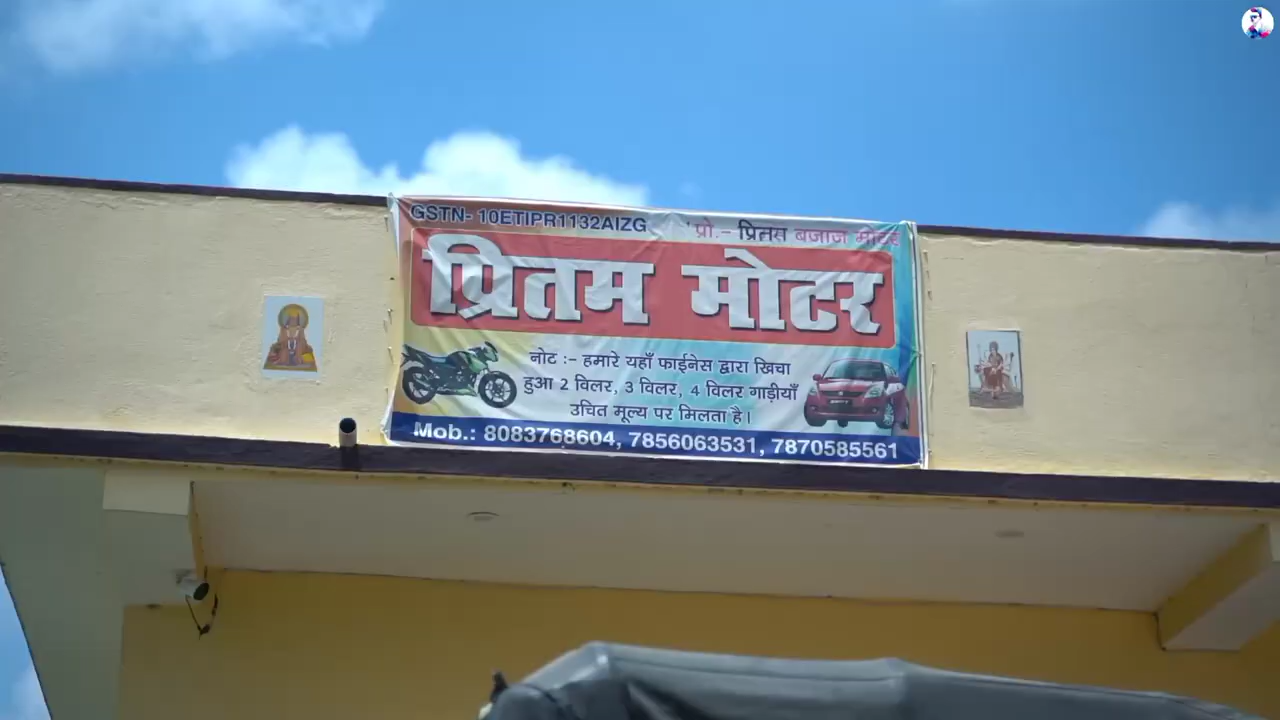 GSTN- 10ETIPR1132AIZG प्रो.- प्रितम बजाज मोटर
प्रितम मोटर
नोट :- हमारे यहाँ फाईनेस द्वारा खिचा
हुआ 2 विलर, 3 विलर, 4 विलर गाड़ीयाँ
उचित मूल्य पर मिलता है।
Mob.: 8083768604, 7856063531, 7870585561